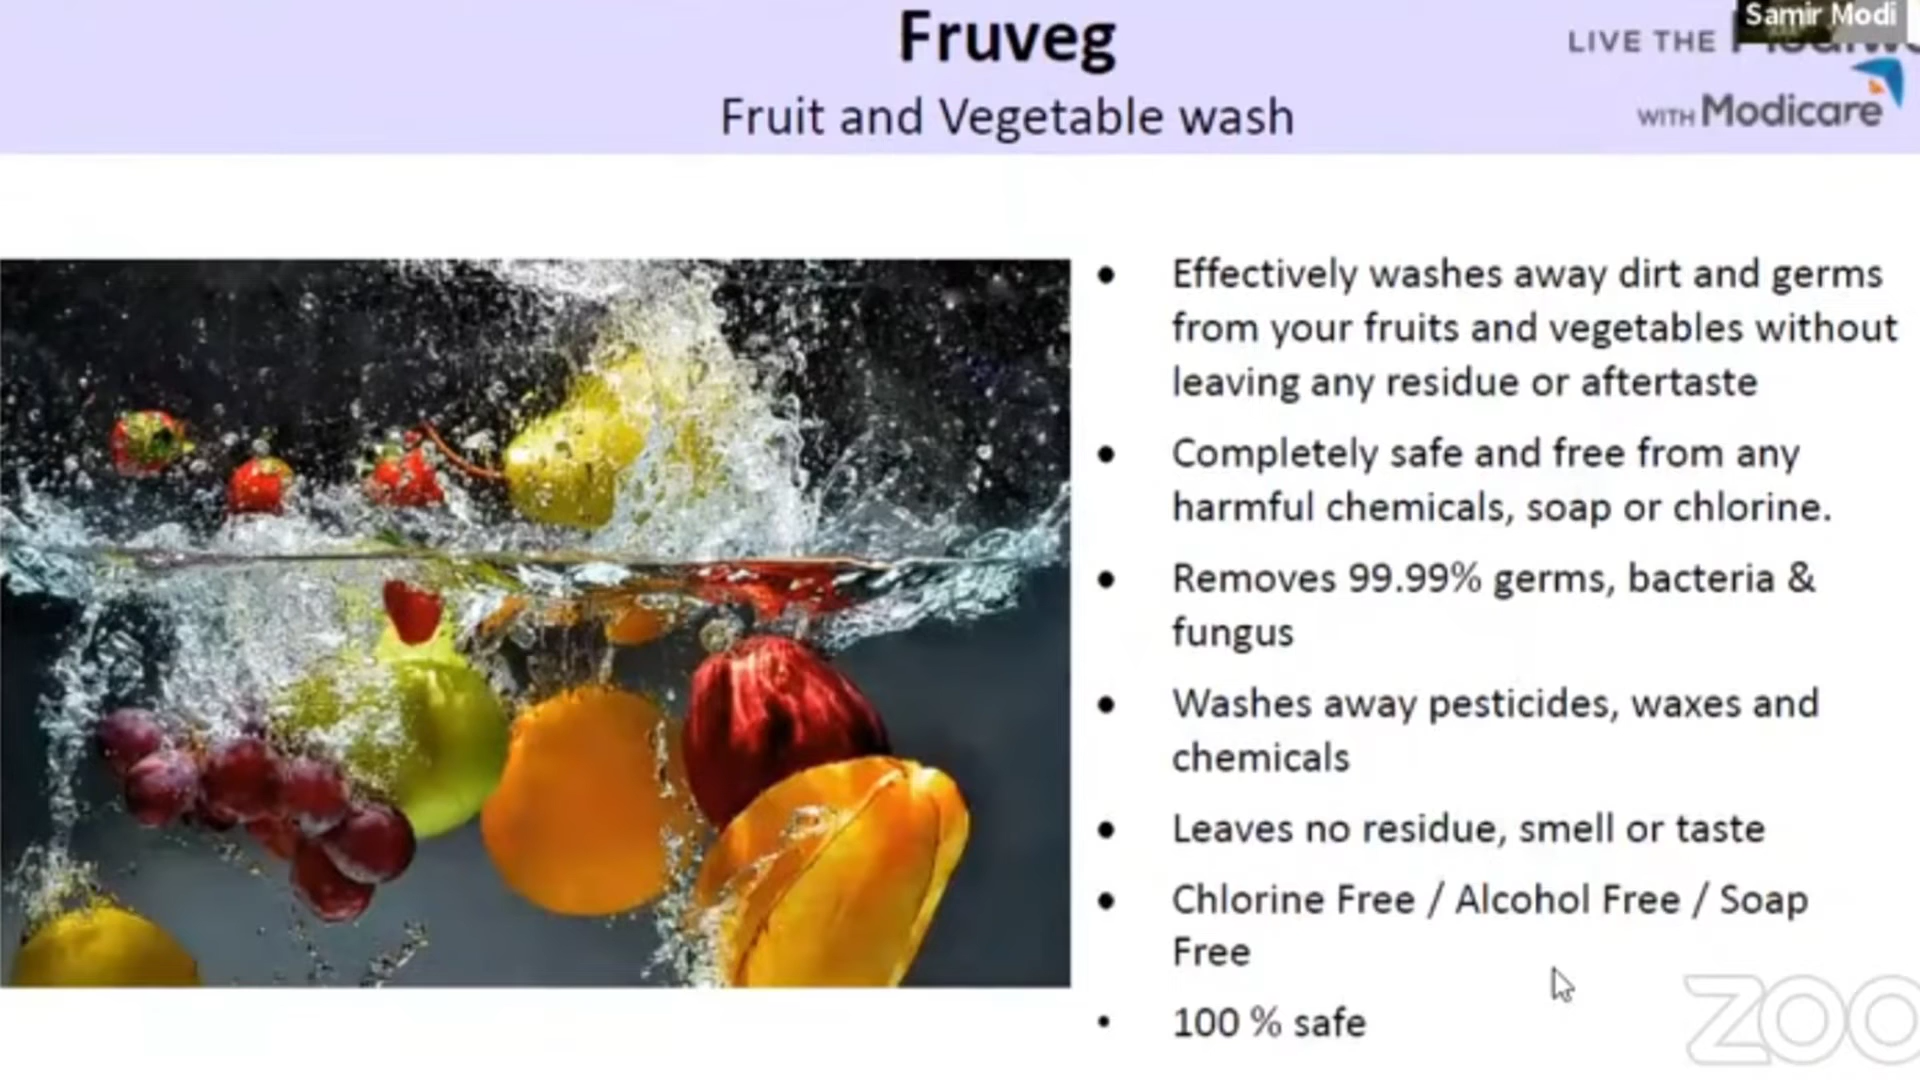 Fruveg
Fruit and Vegetable wash
Samir Modi
LIVE THE
WITH Modicare
• Effectively washes away dirt and germs
from your fruits and vegetables without
leaving any residue or aftertaste
• Completely safe and free from any
harmful chemicals, soap or chlorine.
• Removes 99.99% germs, bacteria &
fungus
• Washes away pesticides, waxes and
chemicals
• Leaves no residue, smell or taste
• Chlorine Free / Alcohol Free / Soap
Free
• 100 % safe
ZOO